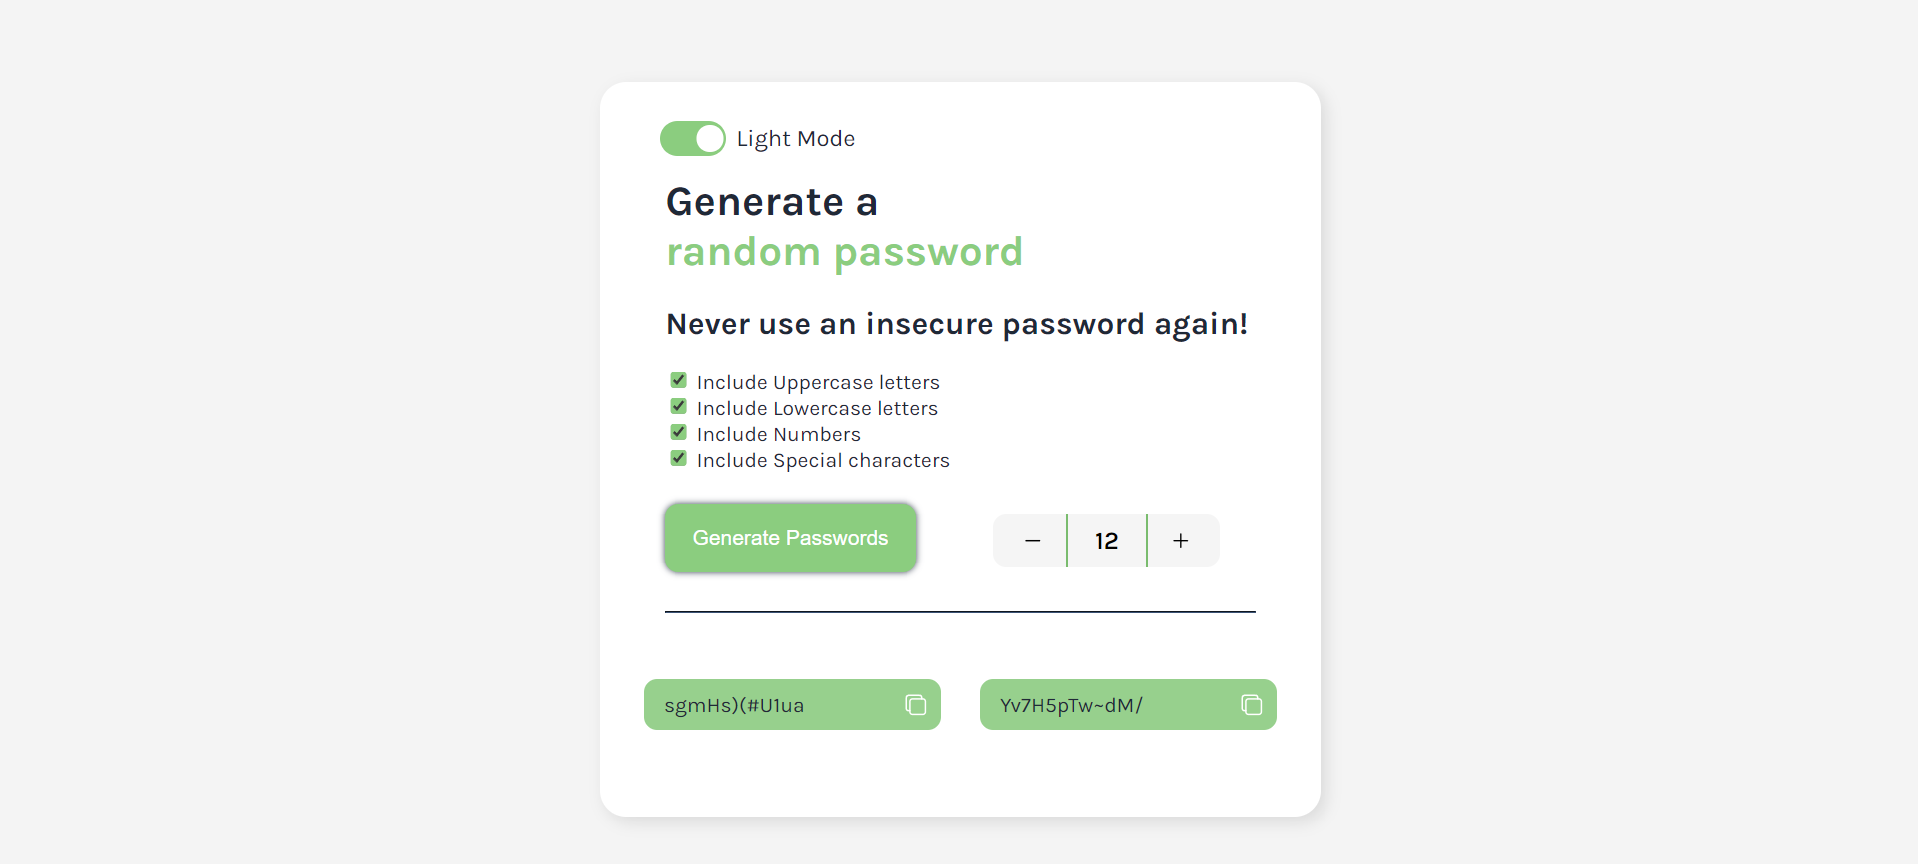 Light Mode
Generate a
random password
Never use an insecure password again!
Include Uppercase letters
Include Lowercase letters
Include Numbers
Include Special characters
Generate Passwords
− 12 +
sgmHs)(#U1ua
Yv7H5pTw~dM/